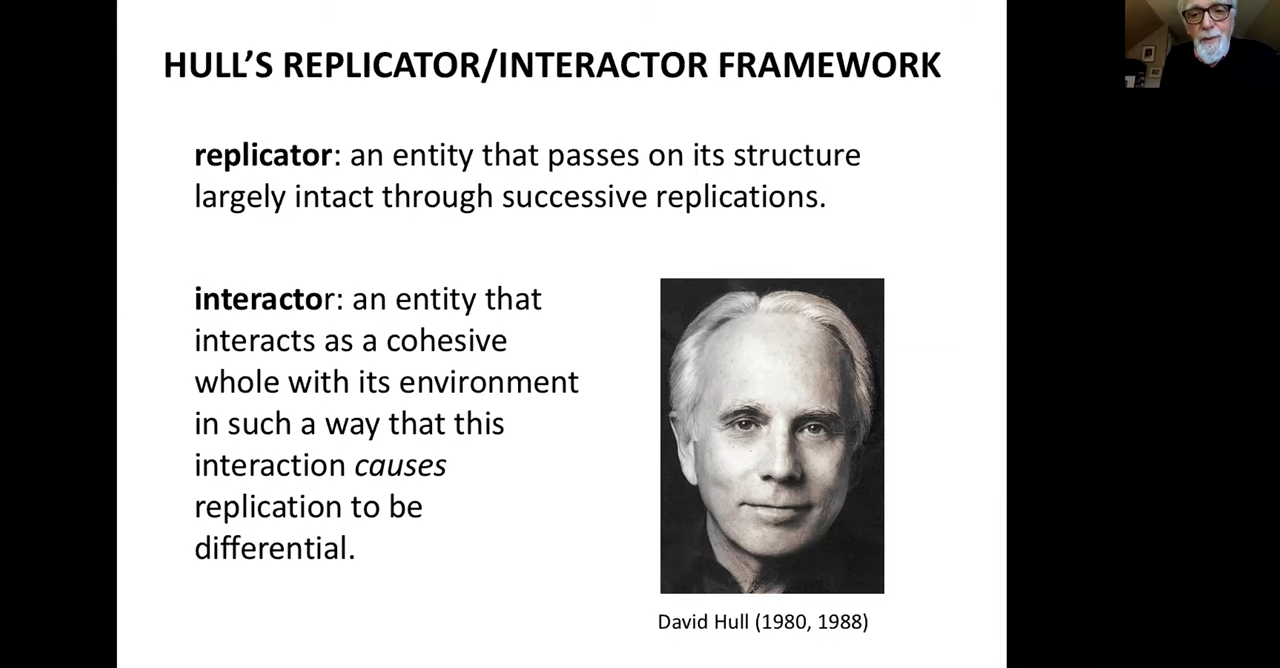 HULL'S REPLICATOR/INTERACTOR FRAMEWORK
replicator: an entity that passes on its structure
largely intact through successive replications.
interactor: an entity that
interacts as a cohesive
whole with its environment
in such a way that this
interaction causes
replication to be
differential.
David Hull (1980, 1988)